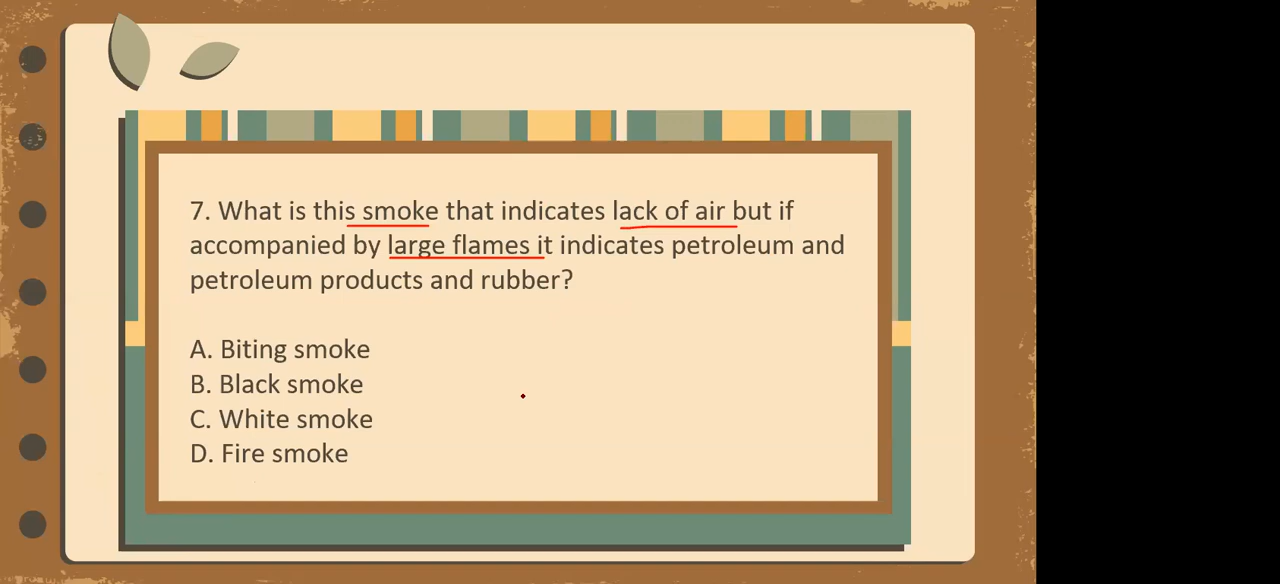 7. What is this smoke that indicates lack of air but if
accompanied by large flames it indicates petroleum and
petroleum products and rubber?
A. Biting smoke
B. Black smoke
C. White smoke
D. Fire smoke